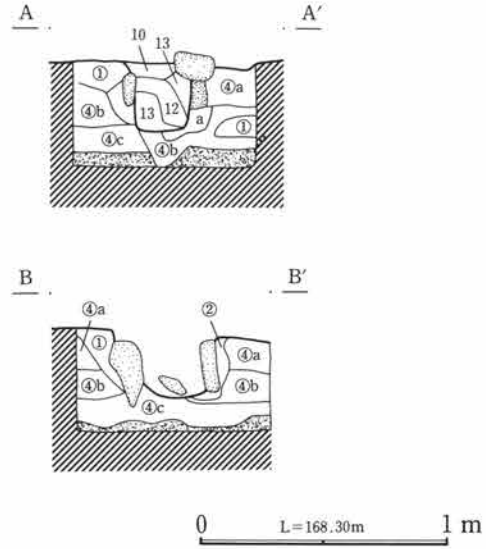 A A′
10 13
① ④a
④b 13 12 a ①
④c ④b
B B′
④a ②
① ④a
④b ④b
④c
0 L=168.30m 1 m